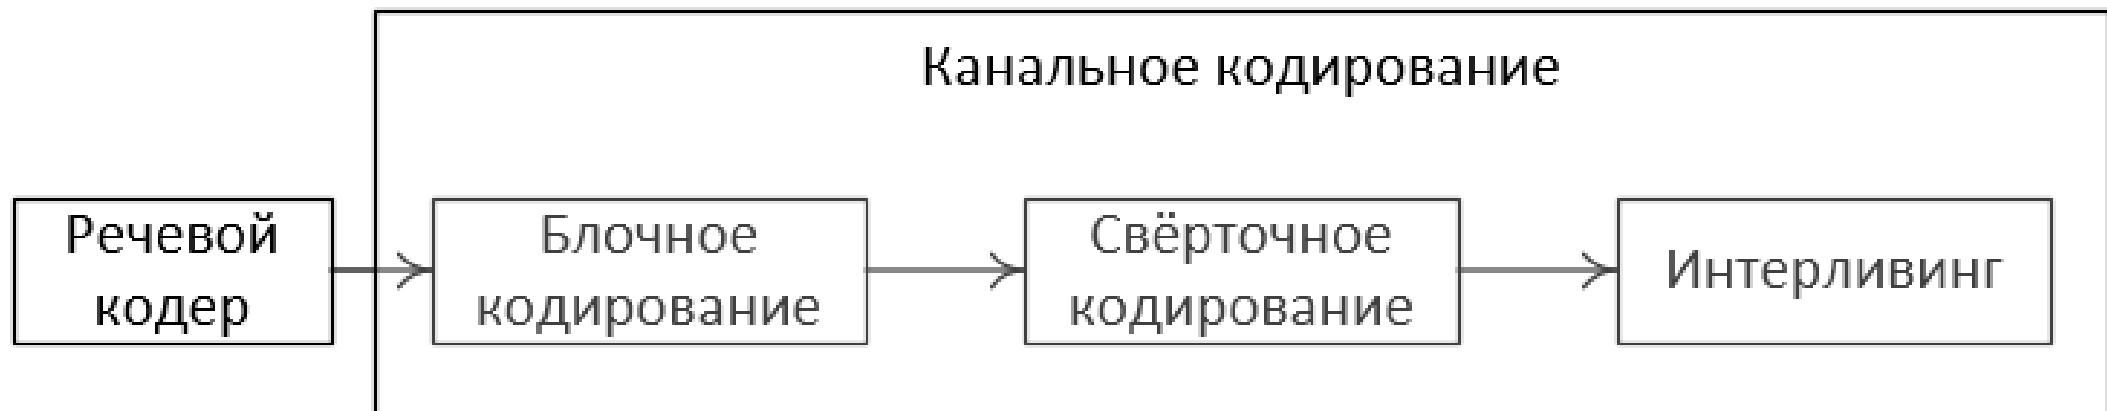 Канальное кодирование
Речевой
кодер
Блочное
кодирование
Свёрточное
кодирование
Интерливинг